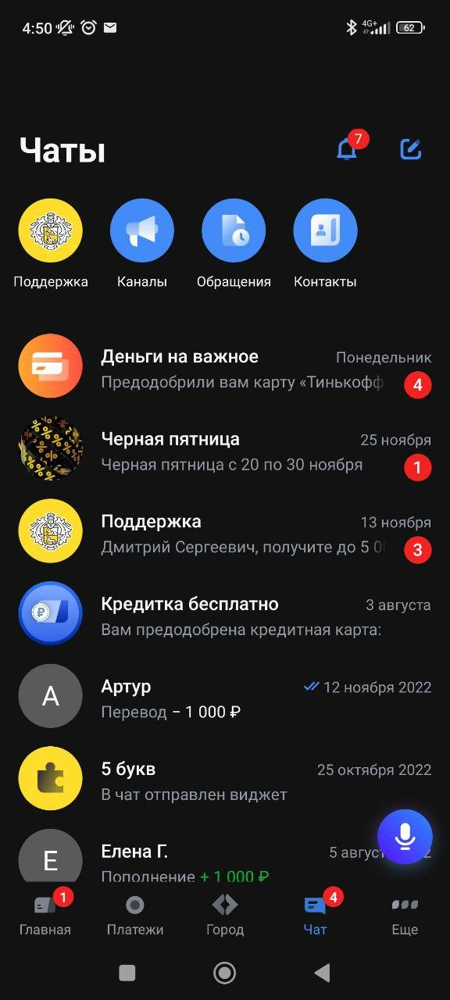 4:50 4G+ 62
Чаты 7
Поддержка Каналы Обращения Контакты
Деньги на важное Понедельник
Предодобрили вам карту «Тинькофф 4
Черная пятница 25 ноября
Черная пятница с 20 по 30 ноября 1
Поддержка 13 ноября
Дмитрий Сергеевич, получите до 5 3
Кредитка бесплатно 3 августа
Вам предодобрена кредитная карта:
А Артур 12 ноября 2022
Перевод − 1 000 ₽
5 букв 25 октября 2022
В чат отправлен виджет
Е Елена Г. 5 август
Пополнение + 1 000 ₽
1 4
Главная Платежи Город Чат Еще